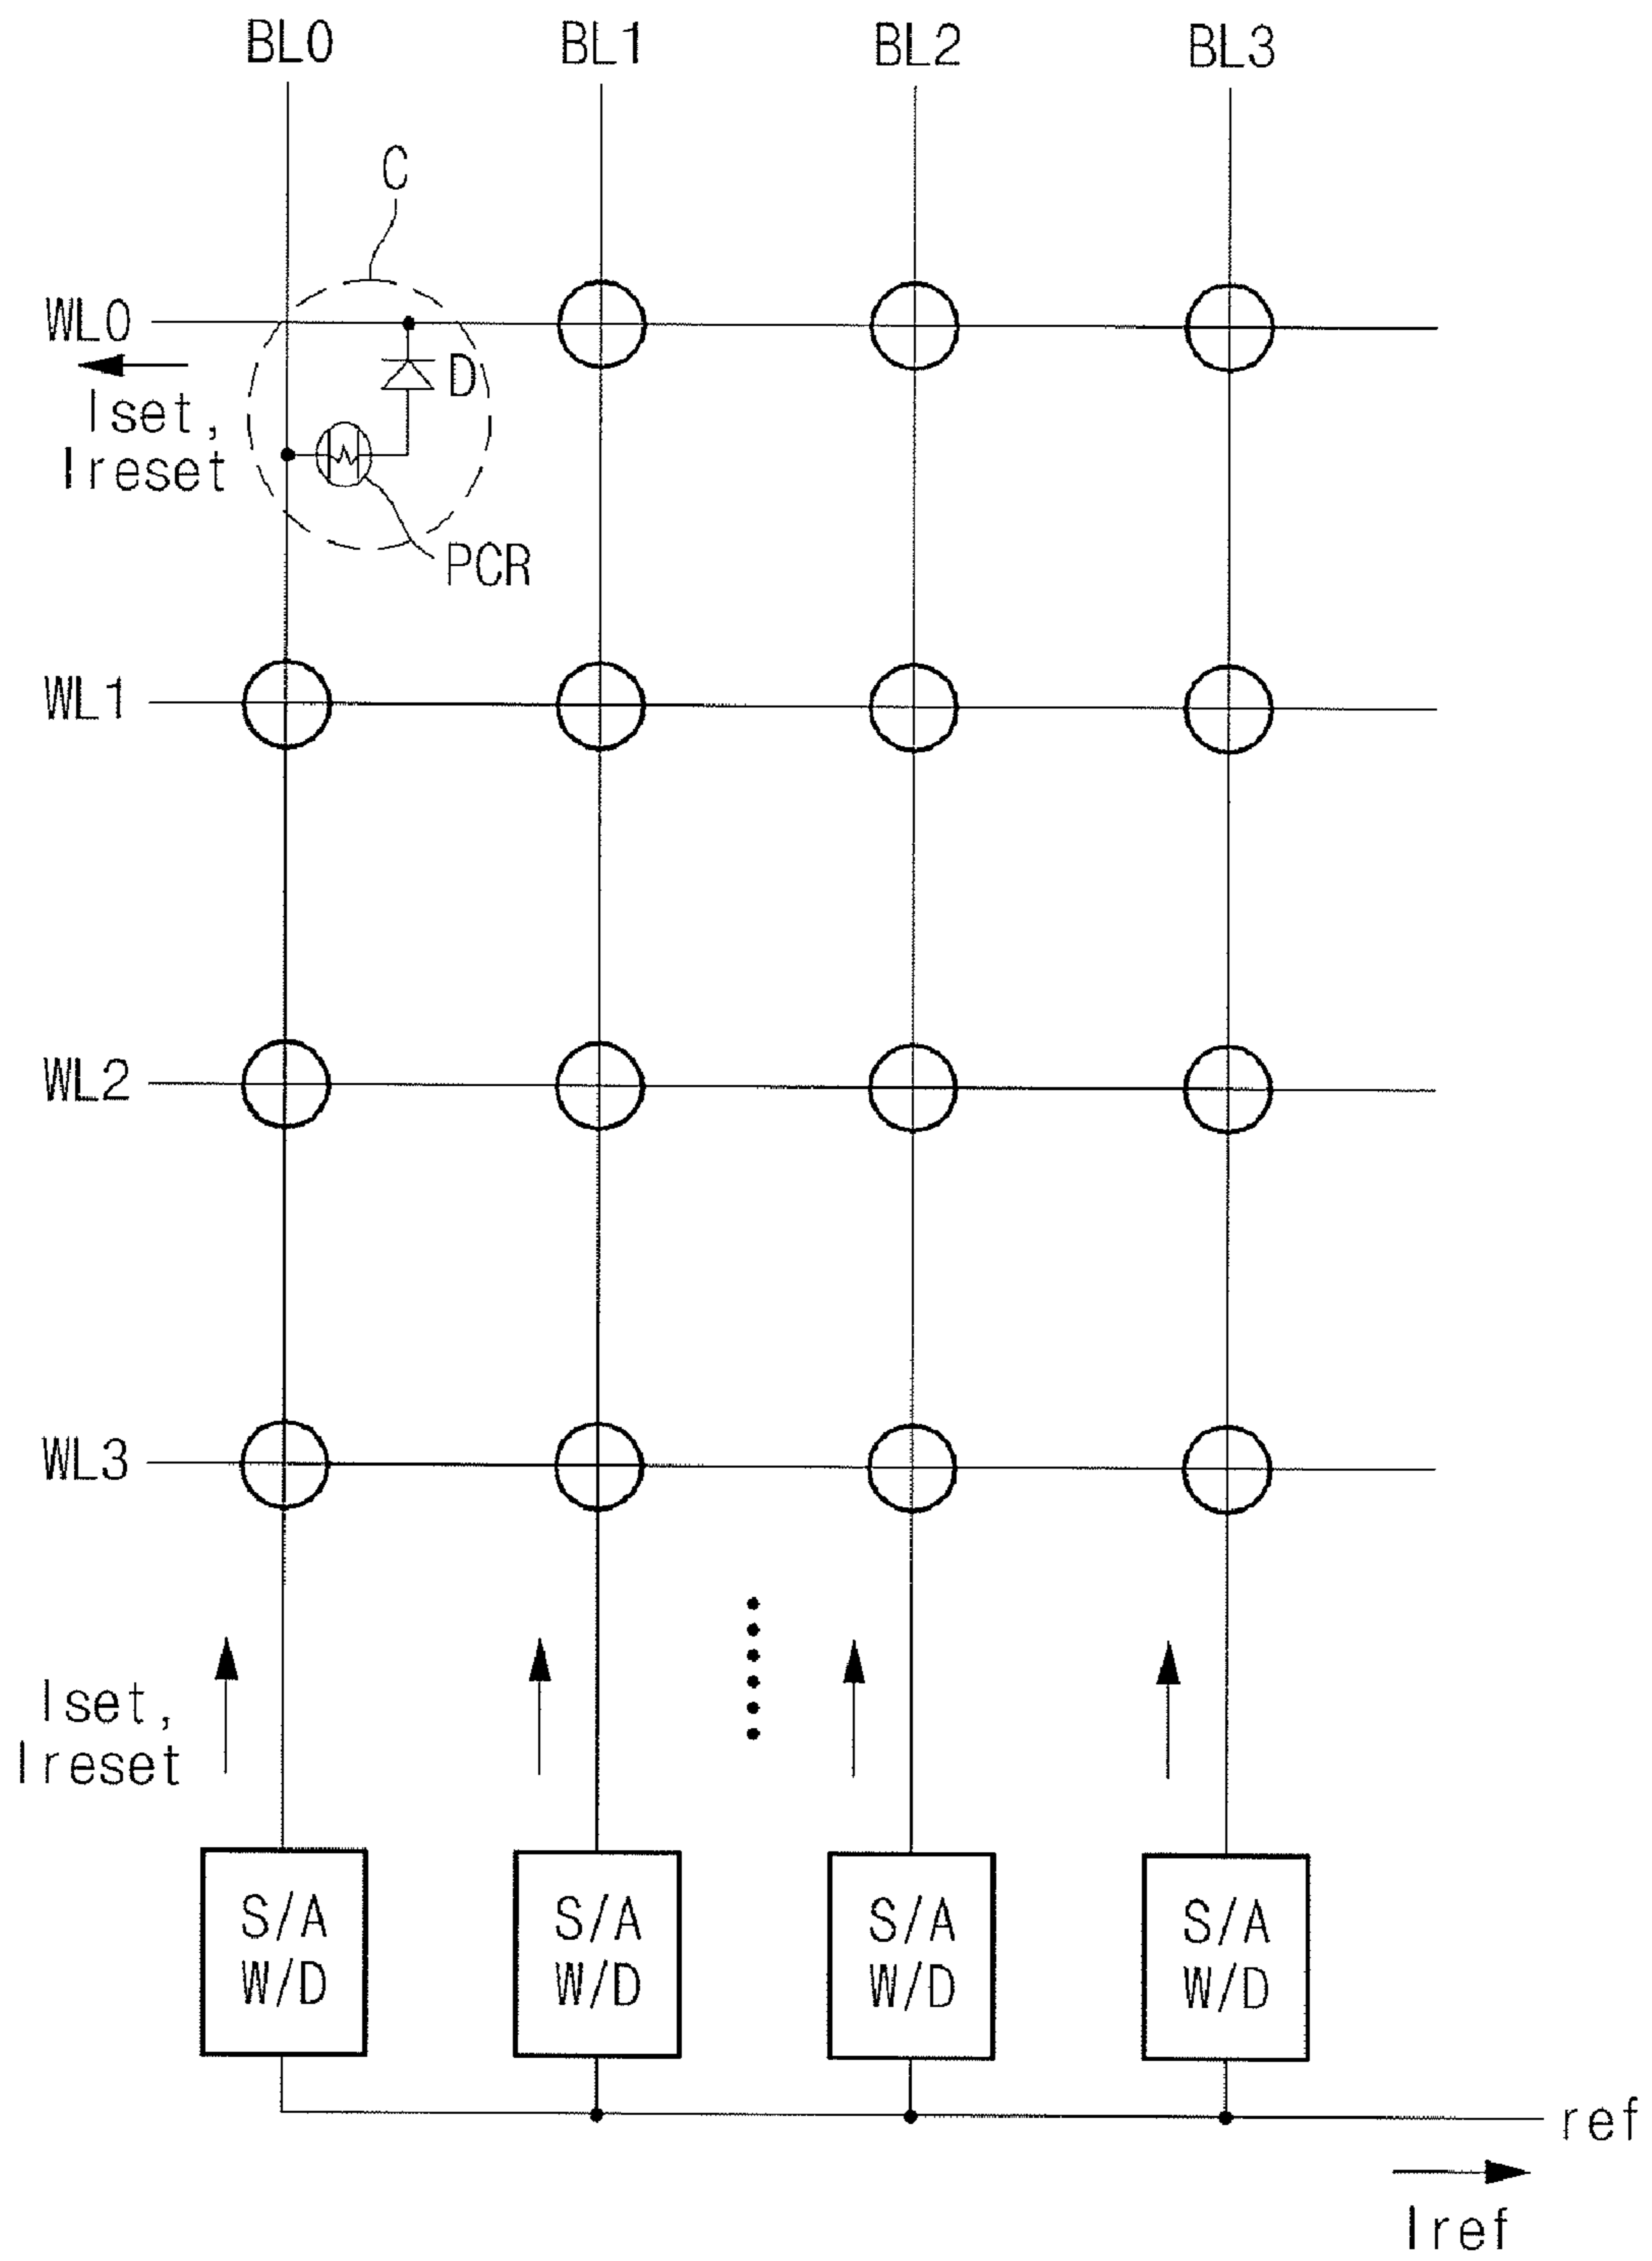 BL0 BL1 BL2 BL3
C
WL0
D
Iset,
Ireset
PCR
WL1
WL2
WL3
Iset,
Ireset
S/A S/A S/A S/A
W/D W/D W/D W/D
ref
Iref